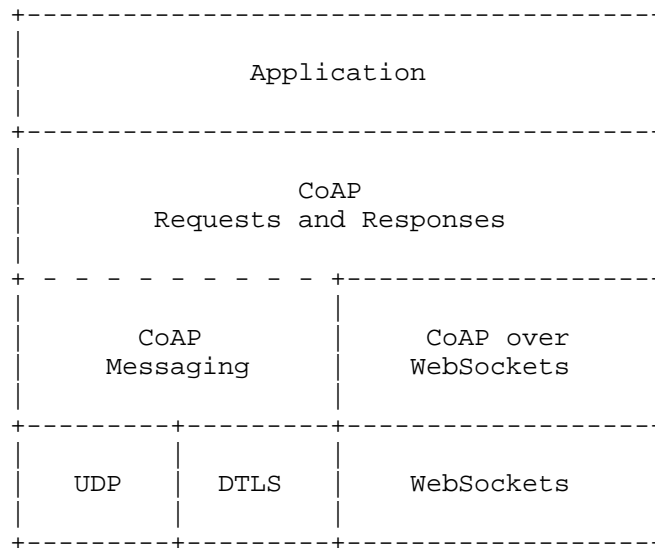 Application
CoAP
Requests and Responses
CoAP CoAP over
Messaging WebSockets
UDP DTLS WebSockets